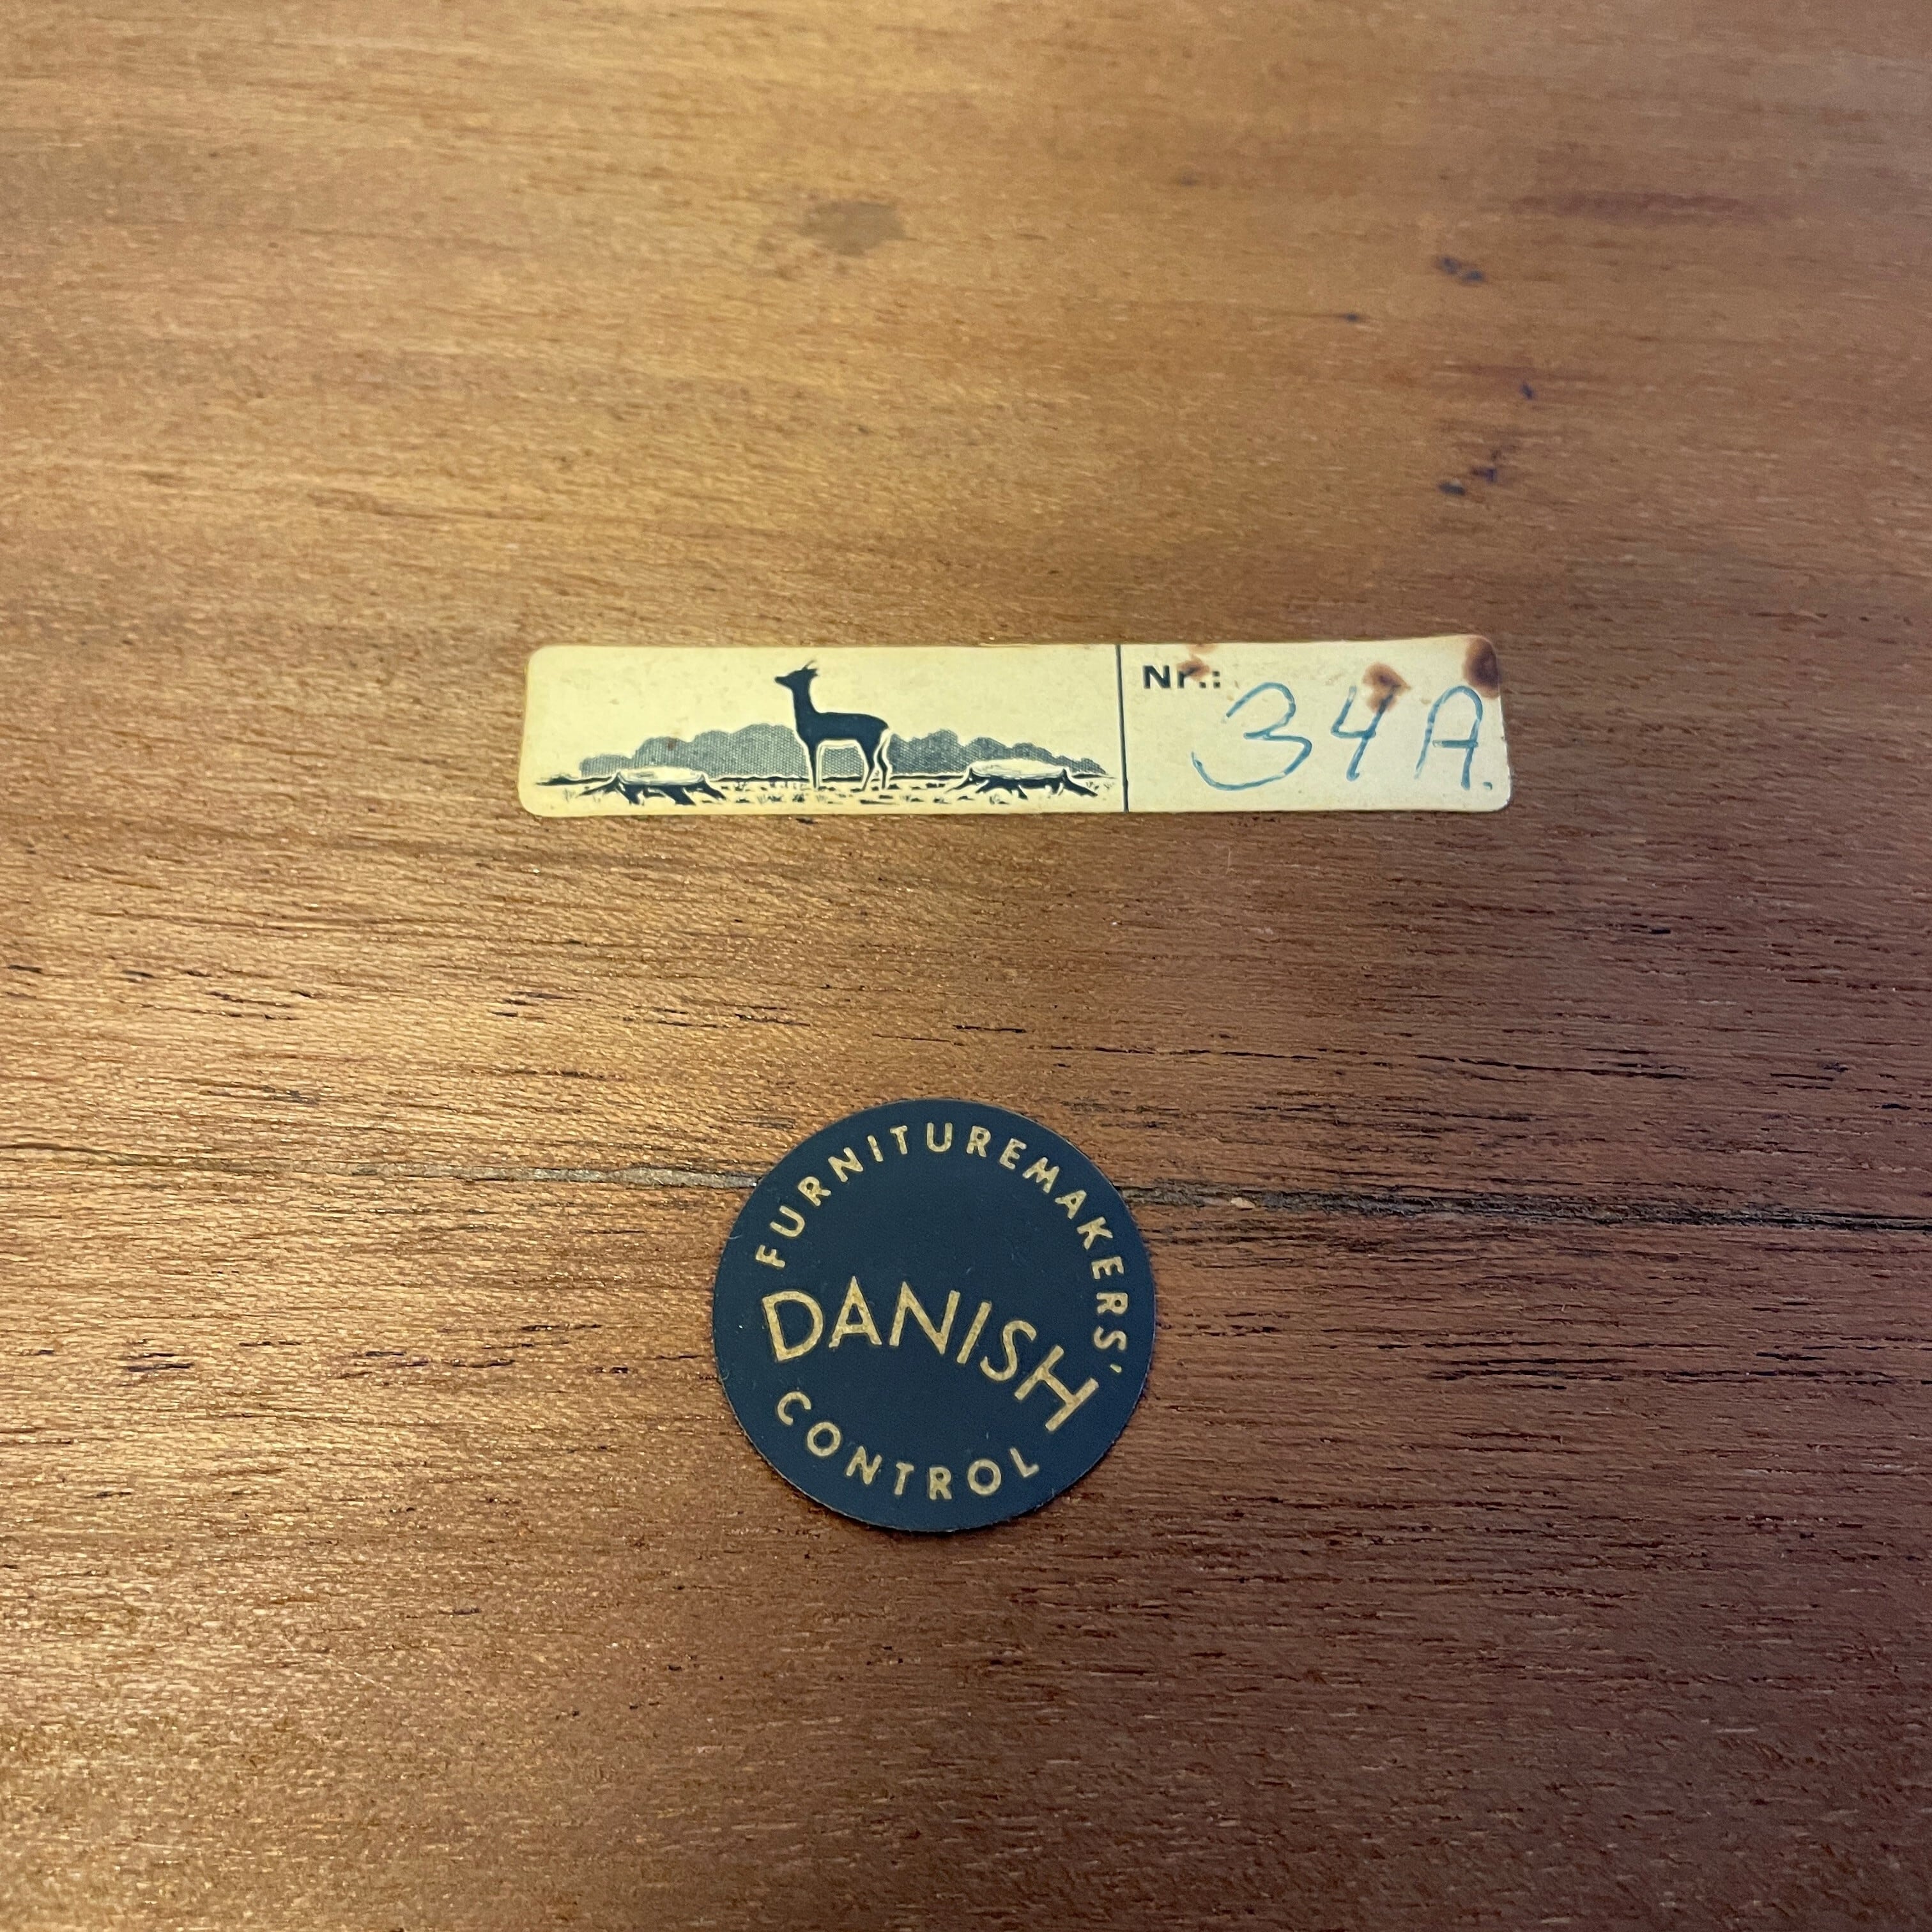 Nr.: 34A.
FURNITUREMAKERS'
DANISH
CONTROL